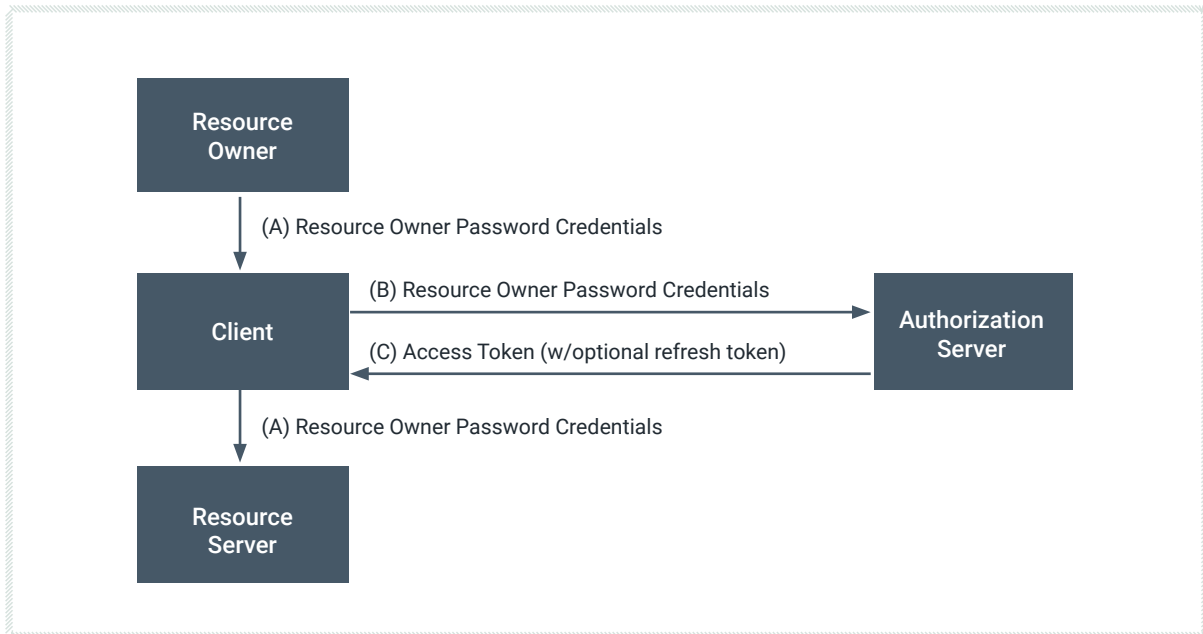 Resource
Owner
(A) Resource Owner Password Credentials
(B) Resource Owner Password Credentials
Client
Authorization
Server
(C) Access Token (w/optional refresh token)
(A) Resource Owner Password Credentials
Resource
Server